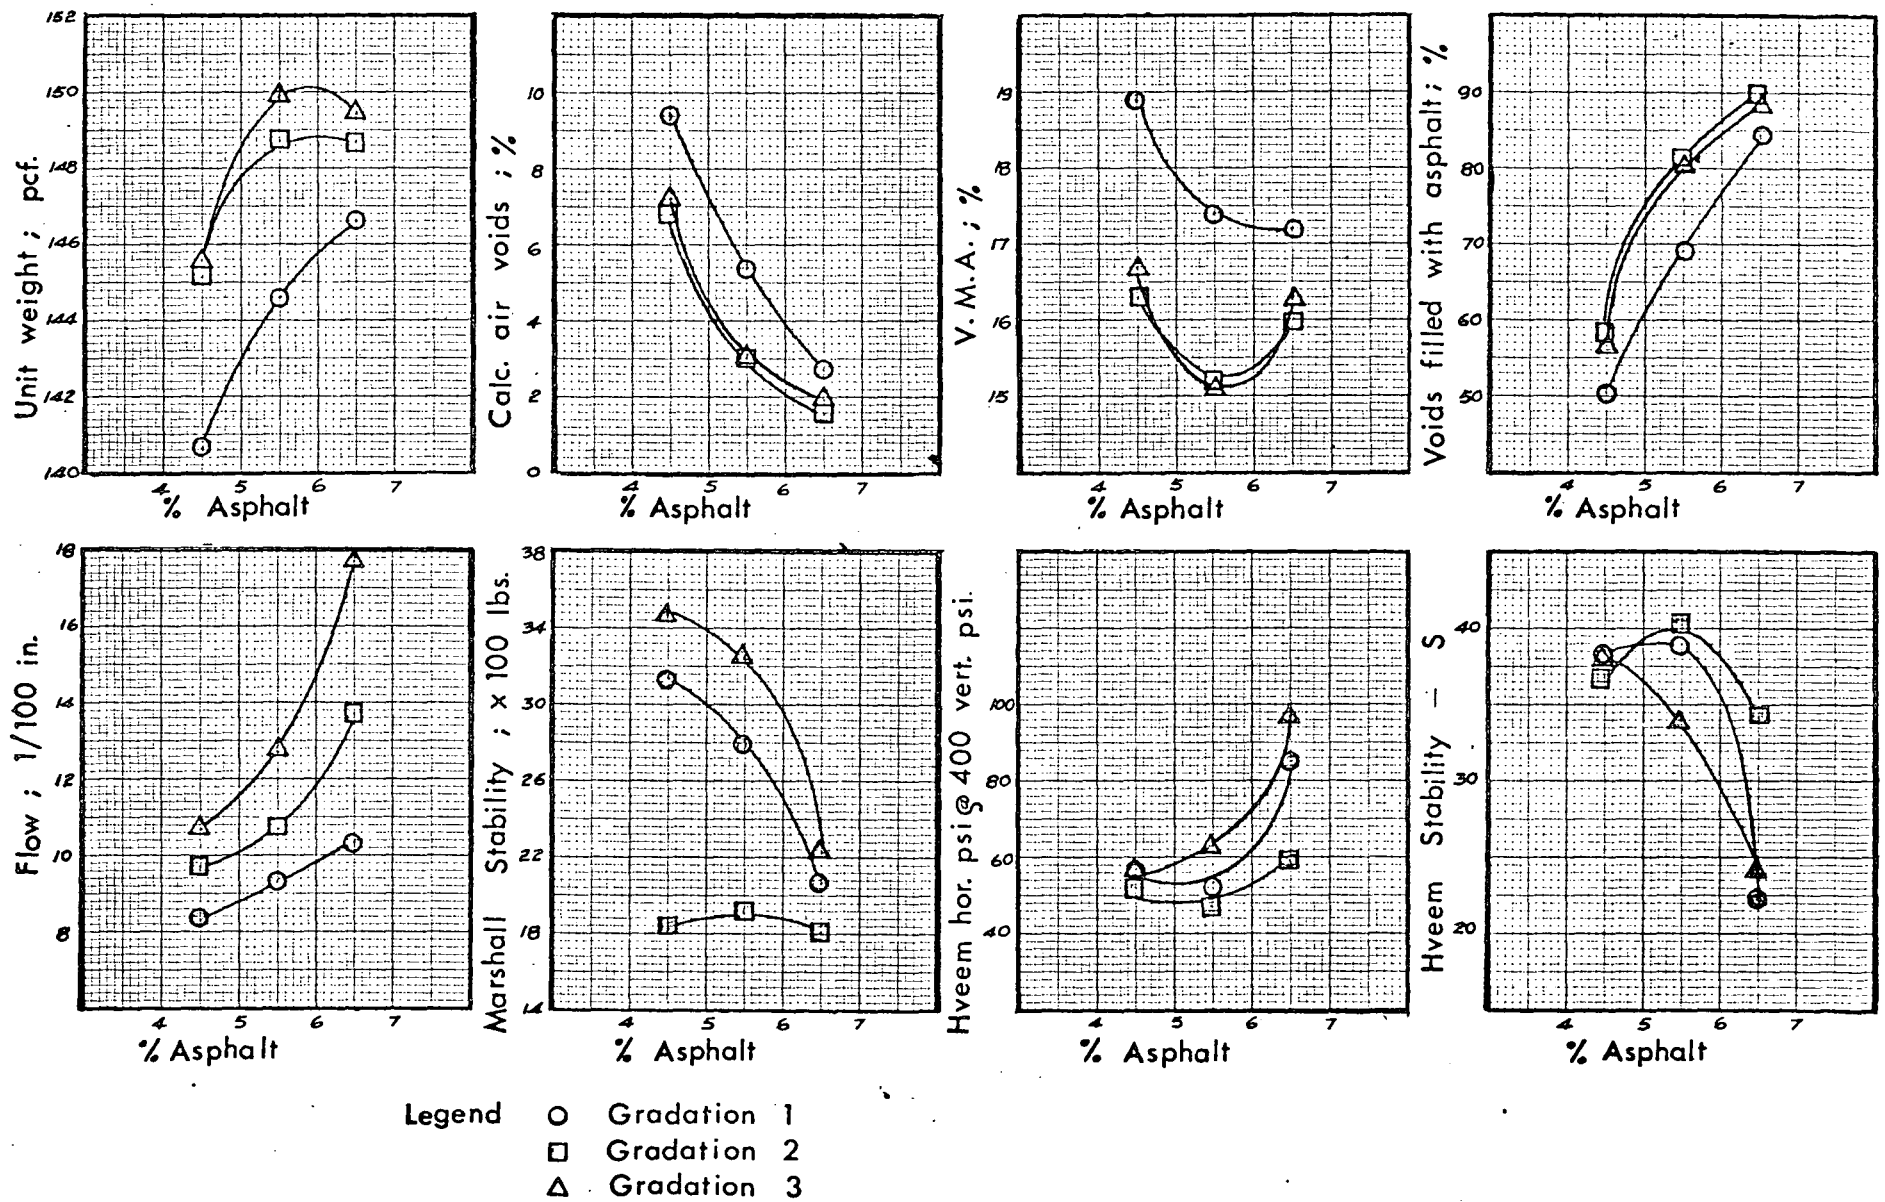 Unit weight ; pcf.
152
150
148
146
144
142
140
4 5 6 7
% Asphalt
Calc. air voids ; %
10
8
6
4
2
0
4 5 6 7
% Asphalt
V.M.A. ; %
19
18
17
16
15
4 5 6 7
% Asphalt
Voids filled with asphalt ; %
90
80
70
60
50
4 5 6 7
% Asphalt
Flow ; 1/100 in.
18
16
14
12
10
8
4 5 6 7
% Asphalt
Marshall Stability ; x 100 lbs.
38
34
30
26
22
18
14
4 5 6 7
% Asphalt
Hveem hor. psi@400 vert. psi.
100
80
60
40
4 5 6 7
% Asphalt
Hveem Stability – S
40
30
20
4 5 6 7
% Asphalt
Legend
Gradation 1
Gradation 2
Gradation 3